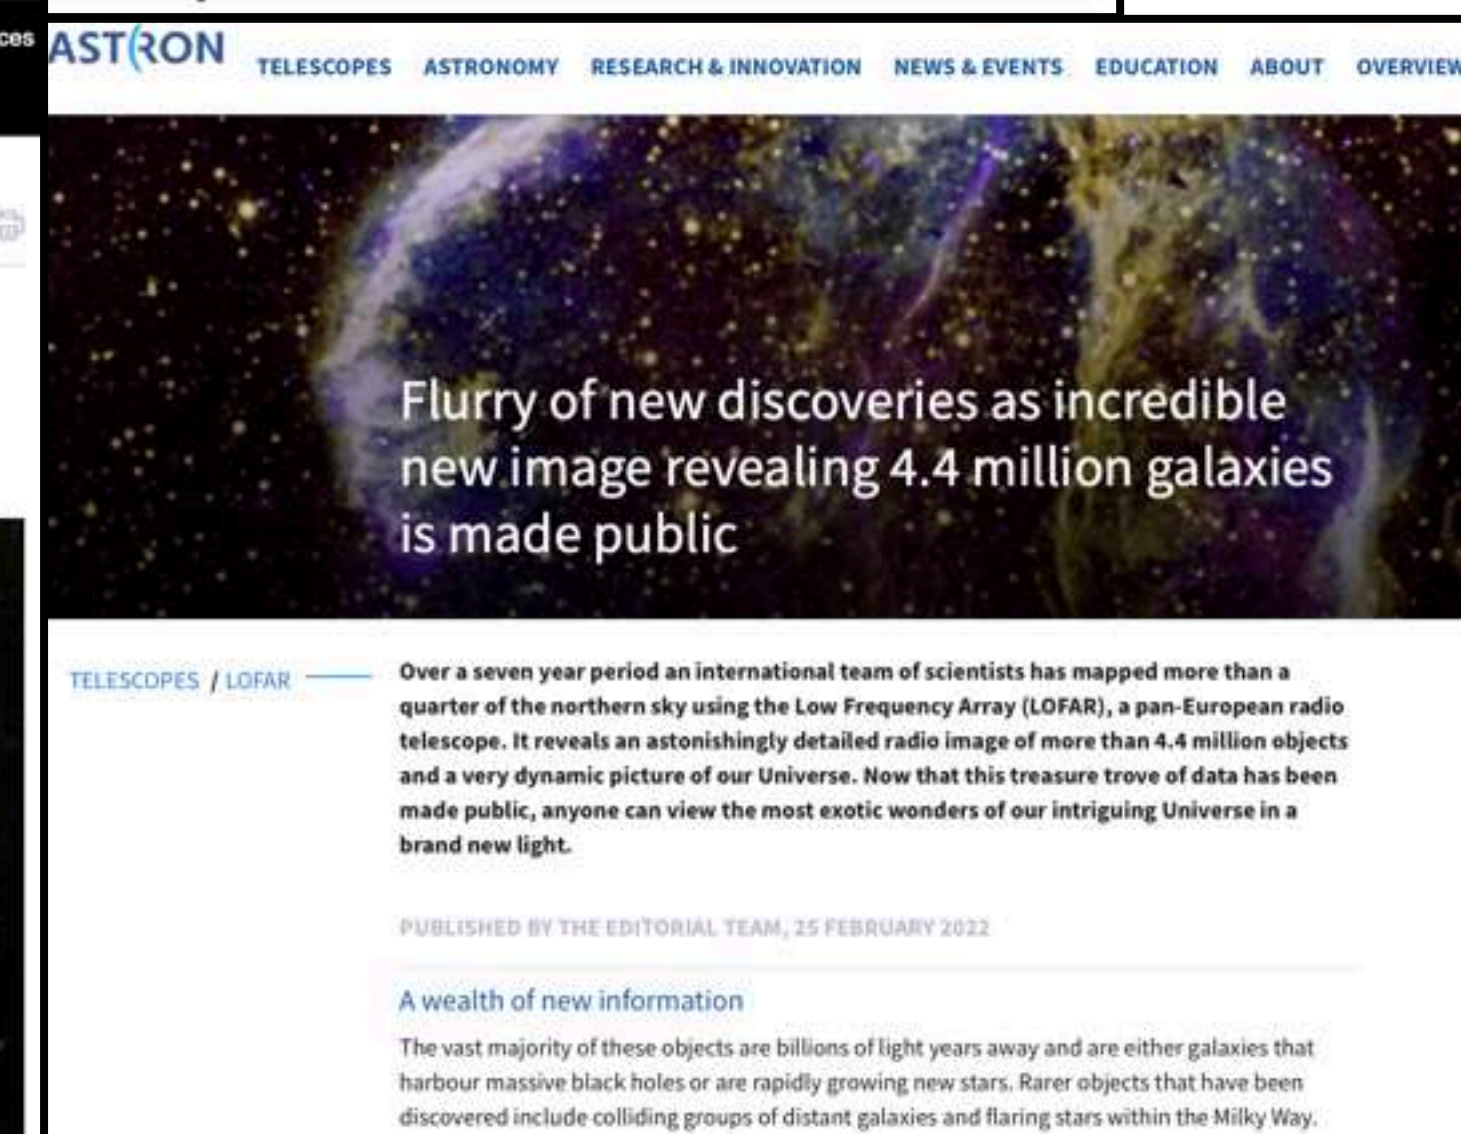 ces
ASTRON
TELESCOPES ASTRONOMY RESEARCH & INNOVATION NEWS & EVENTS EDUCATION ABOUT OVERVIEW
Flurry of new discoveries as incredible
new image revealing 4.4 million galaxies
is made public
TELESCOPES / LOFAR
Over a seven year period an international team of scientists has mapped more than a
quarter of the northern sky using the Low Frequency Array (LOFAR), a pan-European radio
telescope. It reveals an astonishingly detailed radio image of more than 4.4 million objects
and a very dynamic picture of our Universe. Now that this treasure trove of data has been
made public, anyone can view the most exotic wonders of our intriguing Universe in a
brand new light.
PUBLISHED BY THE EDITORIAL TEAM, 25 FEBRUARY 2022
A wealth of new information
The vast majority of these objects are billions of light years away and are either galaxies that
harbour massive black holes or are rapidly growing new stars. Rarer objects that have been
discovered include colliding groups of distant galaxies and flaring stars within the Milky Way.